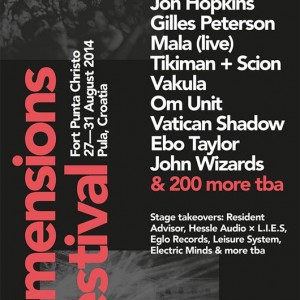 Jon Hopkins
Gilles Peterson
Mala (live)
Tikiman + Scion
Vakula
Om Unit
Vatican Shadow
Ebo Taylor
John Wizards
& 200 more tba
Stage takeovers: Resident
Advisor, Hessle Audio × L.I.E.S,
Eglo Records, Leisure System,
Electric Minds & more tba
Fort Punta Christo
27—31 August 2014
Pula, Croatia
mensions
estival